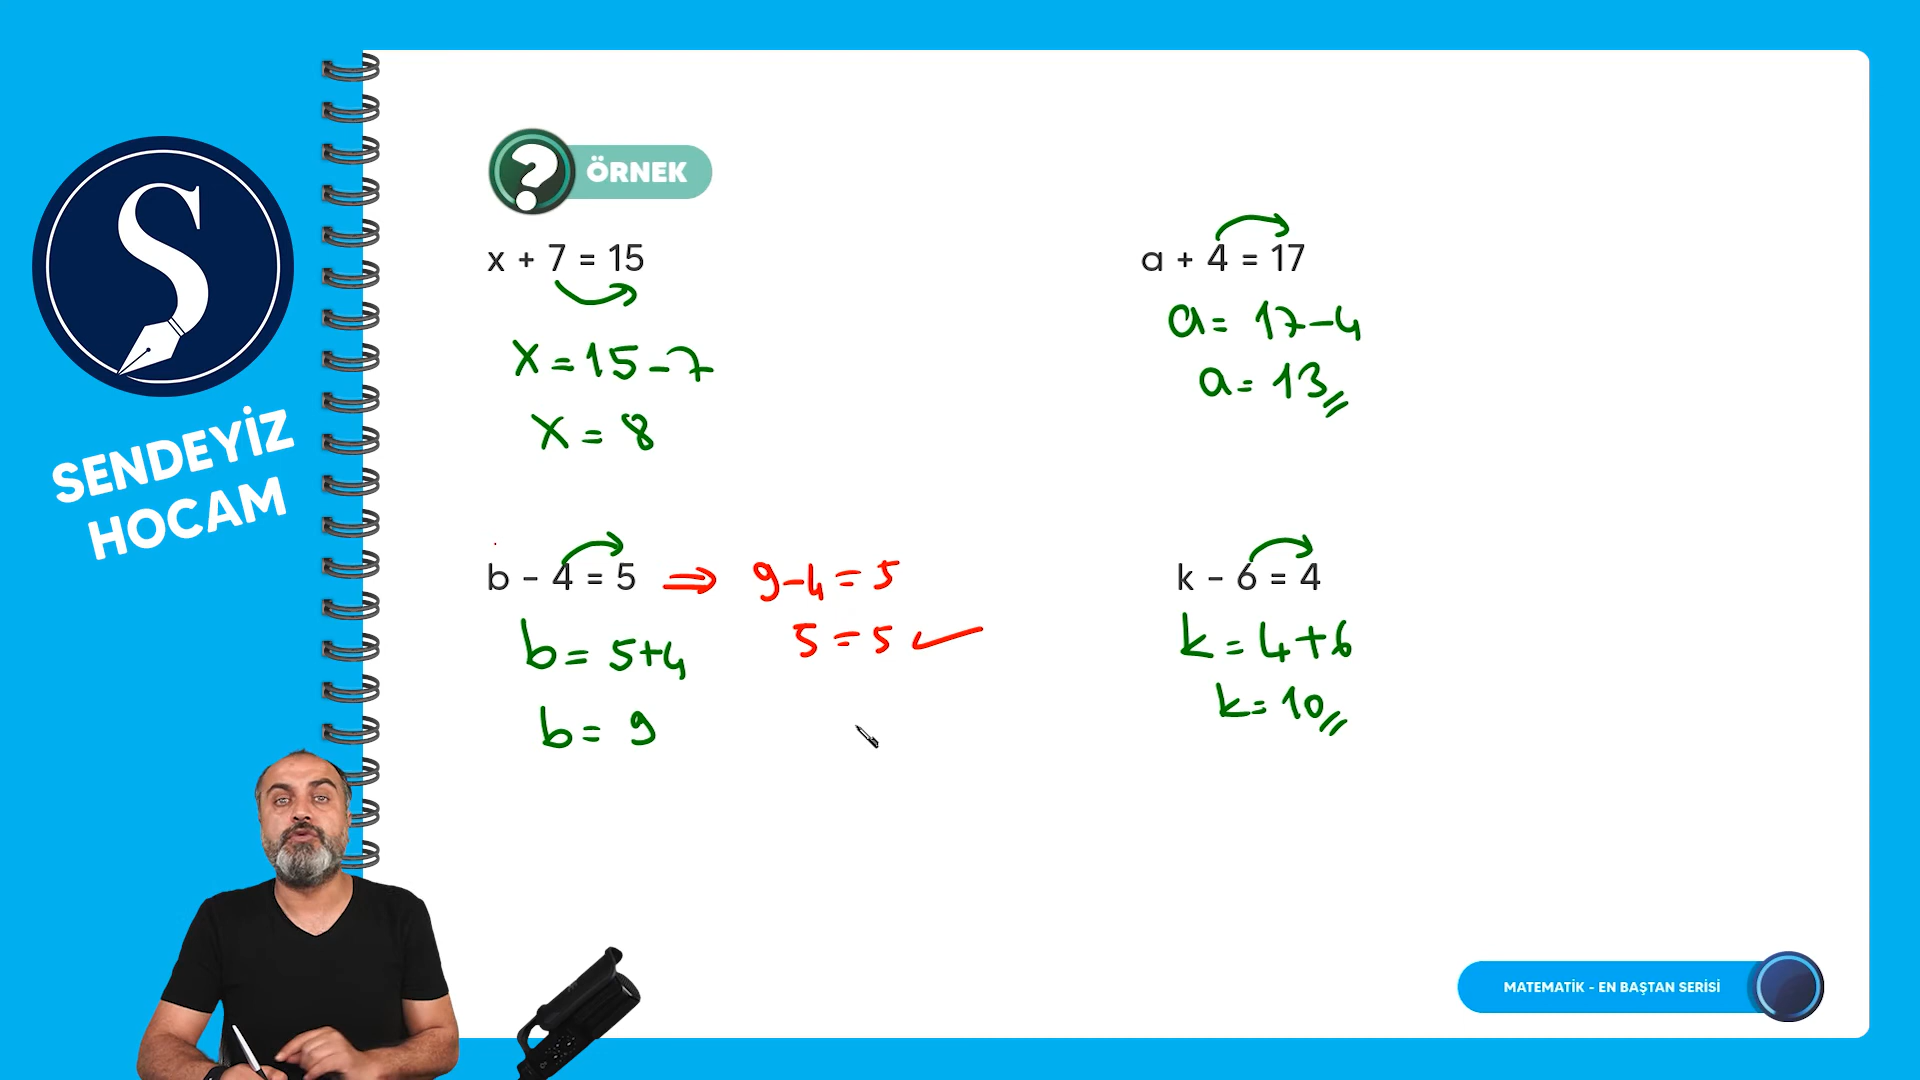 SENDEYİZ
HOCAM
? ÖRNEK
x + 7 = 15
x = 15 - 7
x = 8
a + 4 = 17
a = 17 - 4
a = 13
b - 4 = 5 ⇒ 9 - 4 = 5
5 = 5 ✓
b = 5 + 4
b = 9
k - 6 = 4
k = 4 + 6
k = 10
MATEMATİK - EN BAŞTAN SERİSİ